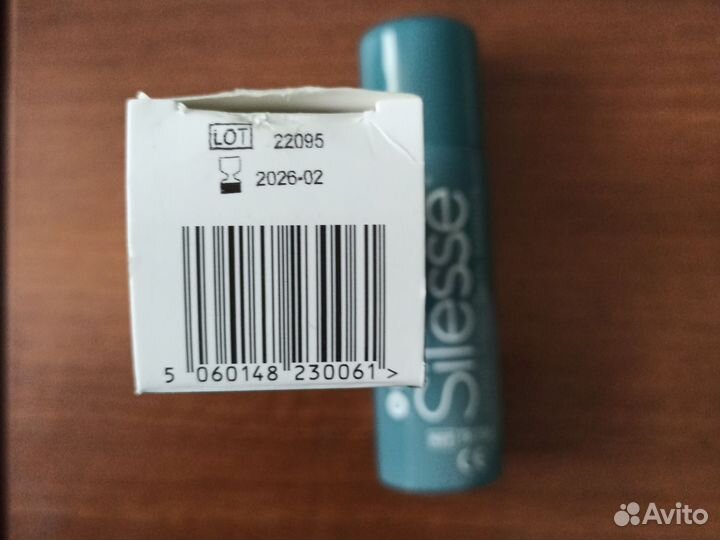 LOT 22095
2026-02
5 060148 230061 >
Silesse
CE
Avito